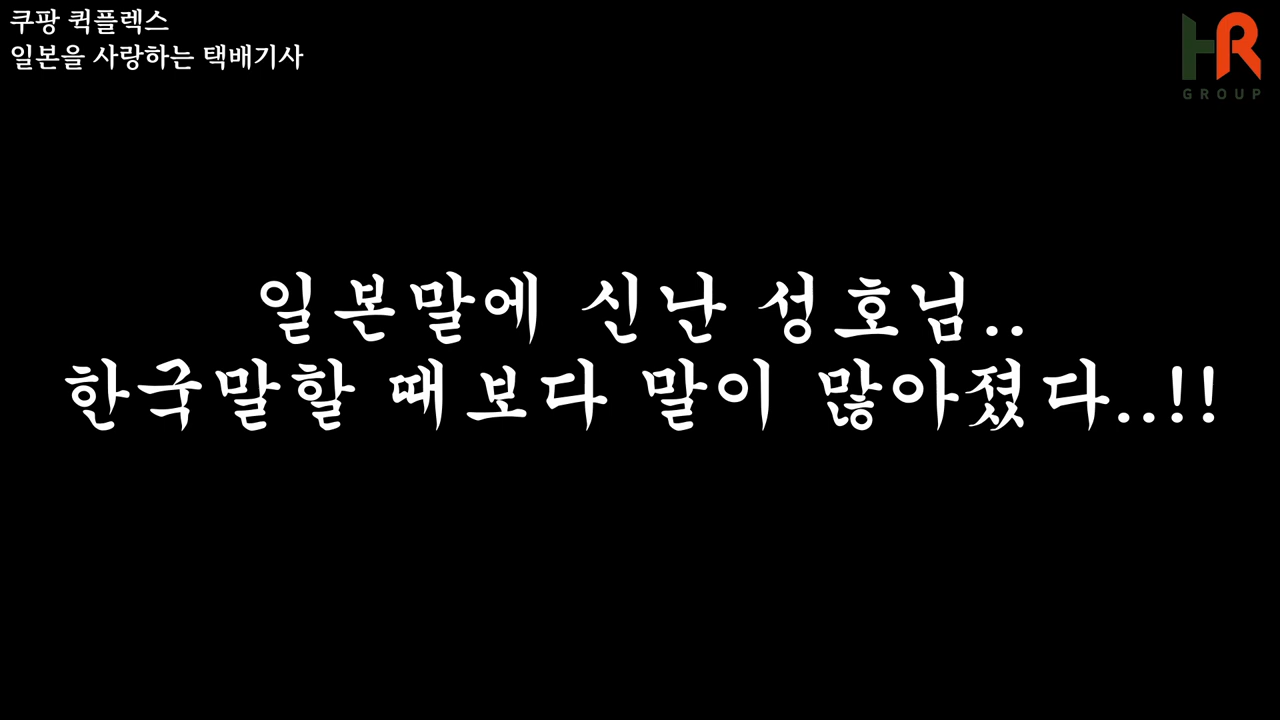 쿠팡 퀵플렉스
일본을 사랑하는 택배기사
HR
GROUP
일본말에 신난 성호님..
한국말할 때보다 말이 많아졌다..!!